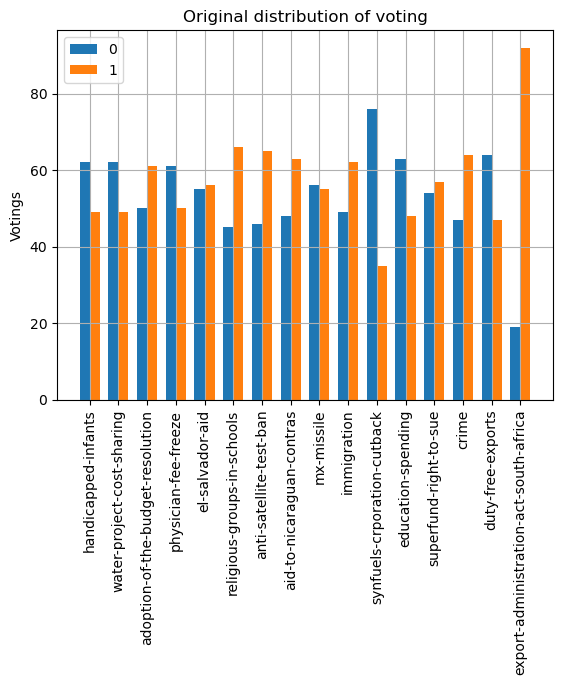 Original distribution of voting
0
1
Votings
80
60
40
20
0
handicapped-infants
water-project-cost-sharing
adoption-of-the-budget-resolution
physician-fee-freeze
el-salvador-aid
religious-groups-in-schools
anti-satellite-test-ban
aid-to-nicaraguan-contras
mx-missile
immigration
synfuels-crporation-cutback
education-spending
superfund-right-to-sue
crime
duty-free-exports
export-administration-act-south-africa